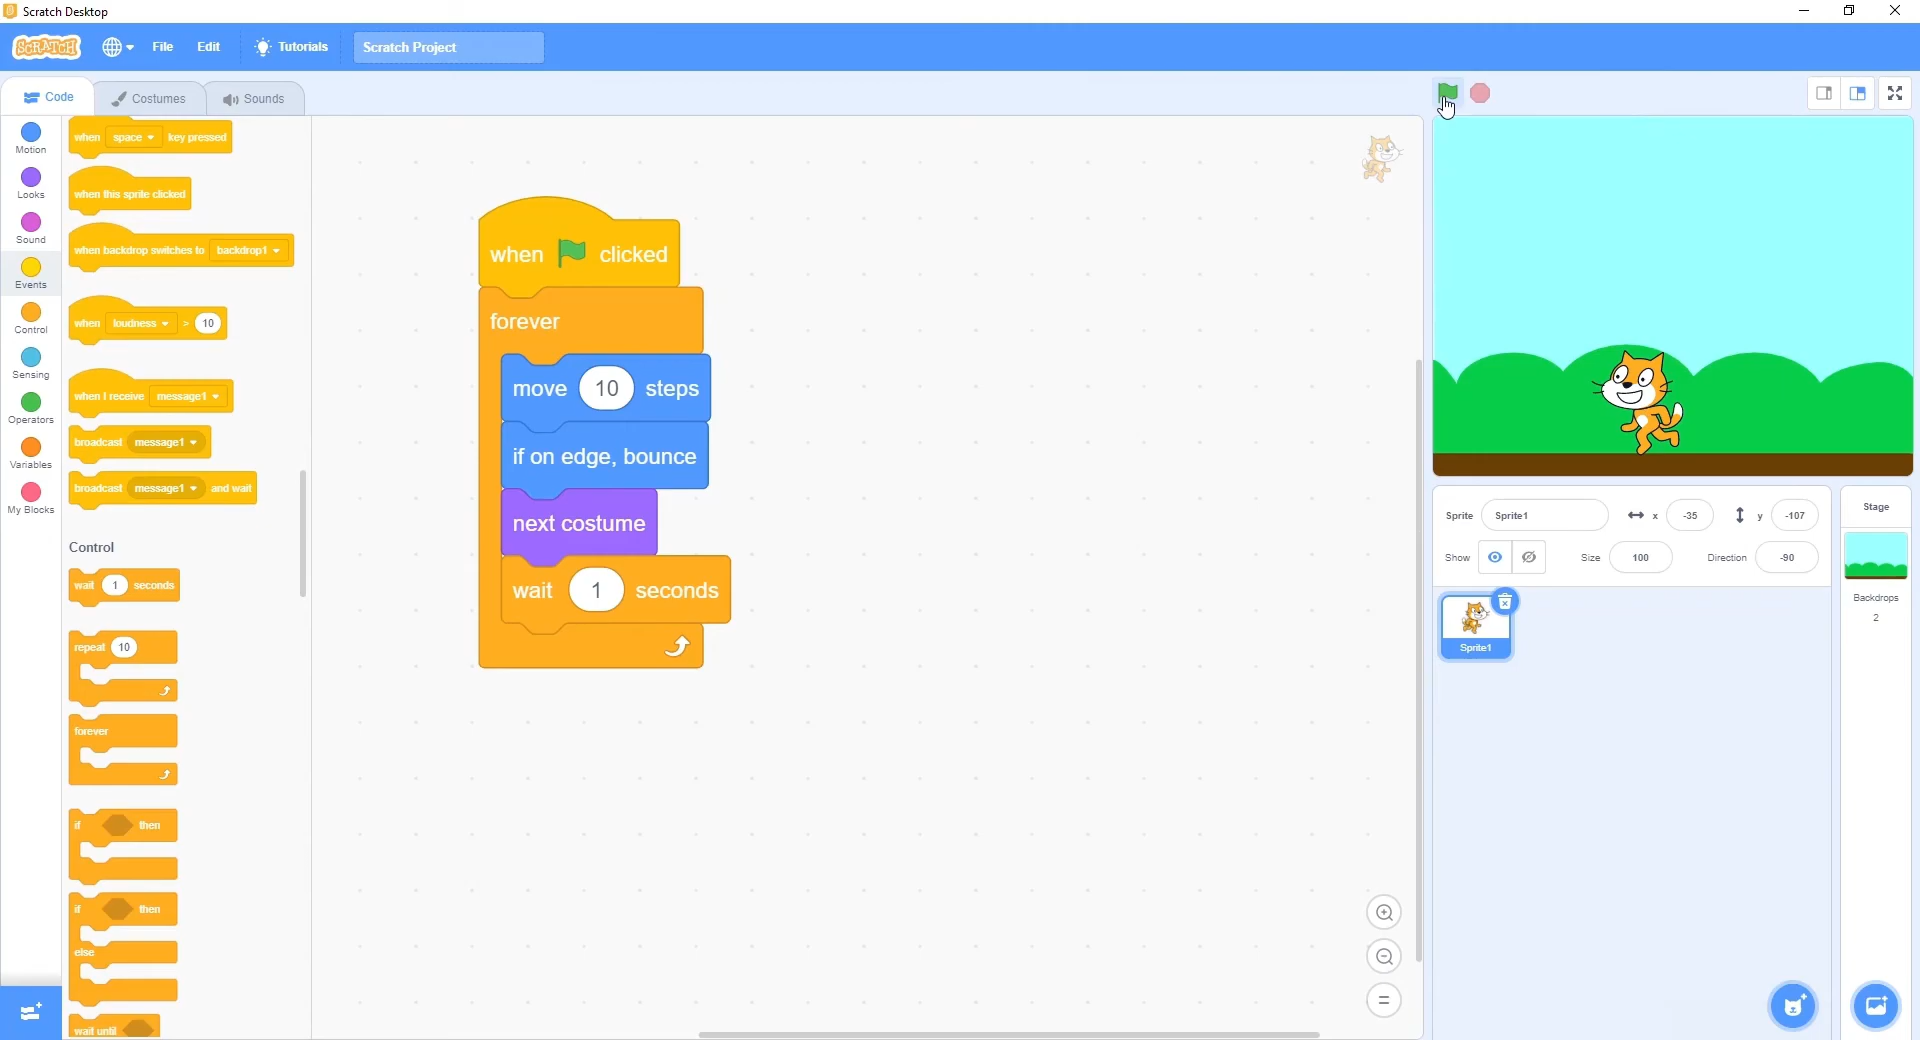 Scratch Desktop
SCRATCH File Edit Tutorials Scratch Project
Code Costumes Sounds
Motion
Looks
Sound
Events
Control
Sensing
Operators
Variables
My Blocks
when space key pressed
when this sprite clicked
when backdrop switches to backdrop1
when loudness > 10
when I receive message1
broadcast message1
broadcast message1 and wait
Control
wait 1 seconds
repeat 10
forever
if then
if then
else
wait until
when clicked
forever
move 10 steps
if on edge, bounce
next costume
wait 1 seconds
Sprite Sprite1 x -35 y -107
Show Size 100 Direction -90
Sprite1
Stage
Backdrops
2